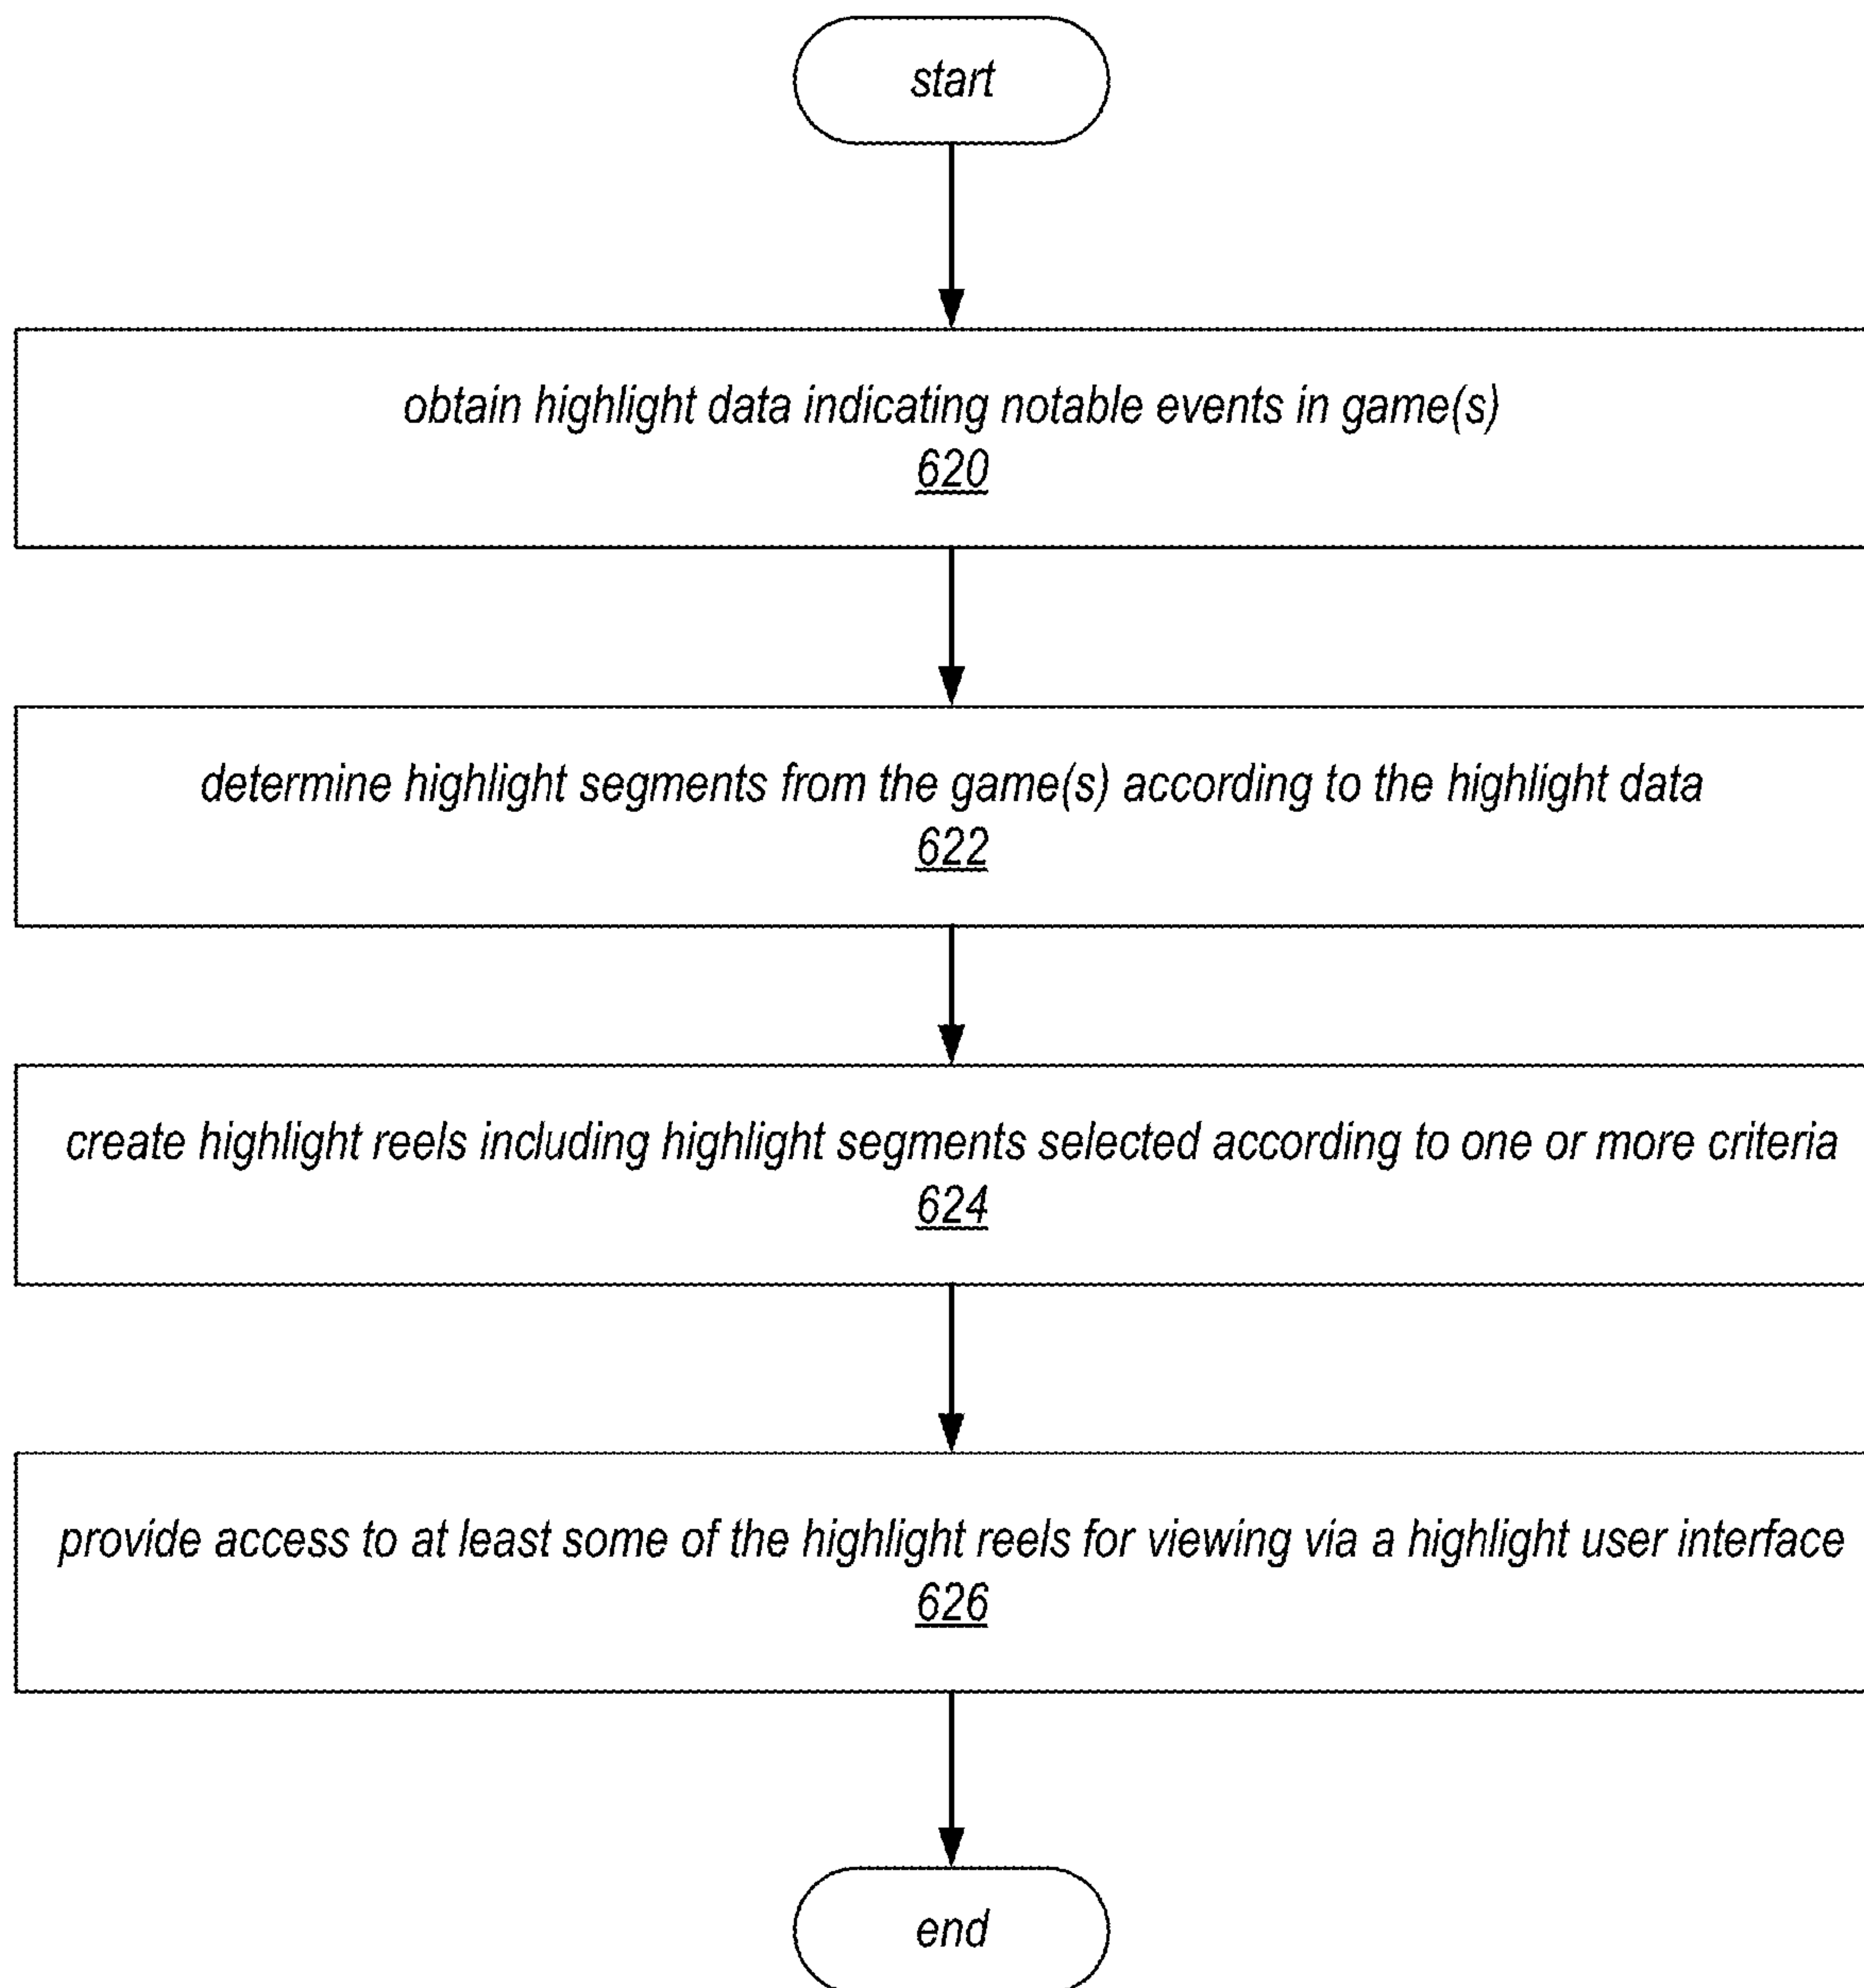 start
obtain highlight data indicating notable events in game(s)
620
determine highlight segments from the game(s) according to the highlight data
622
create highlight reels including highlight segments selected according to one or more criteria
624
provide access to at least some of the highlight reels for viewing via a highlight user interface
626
end